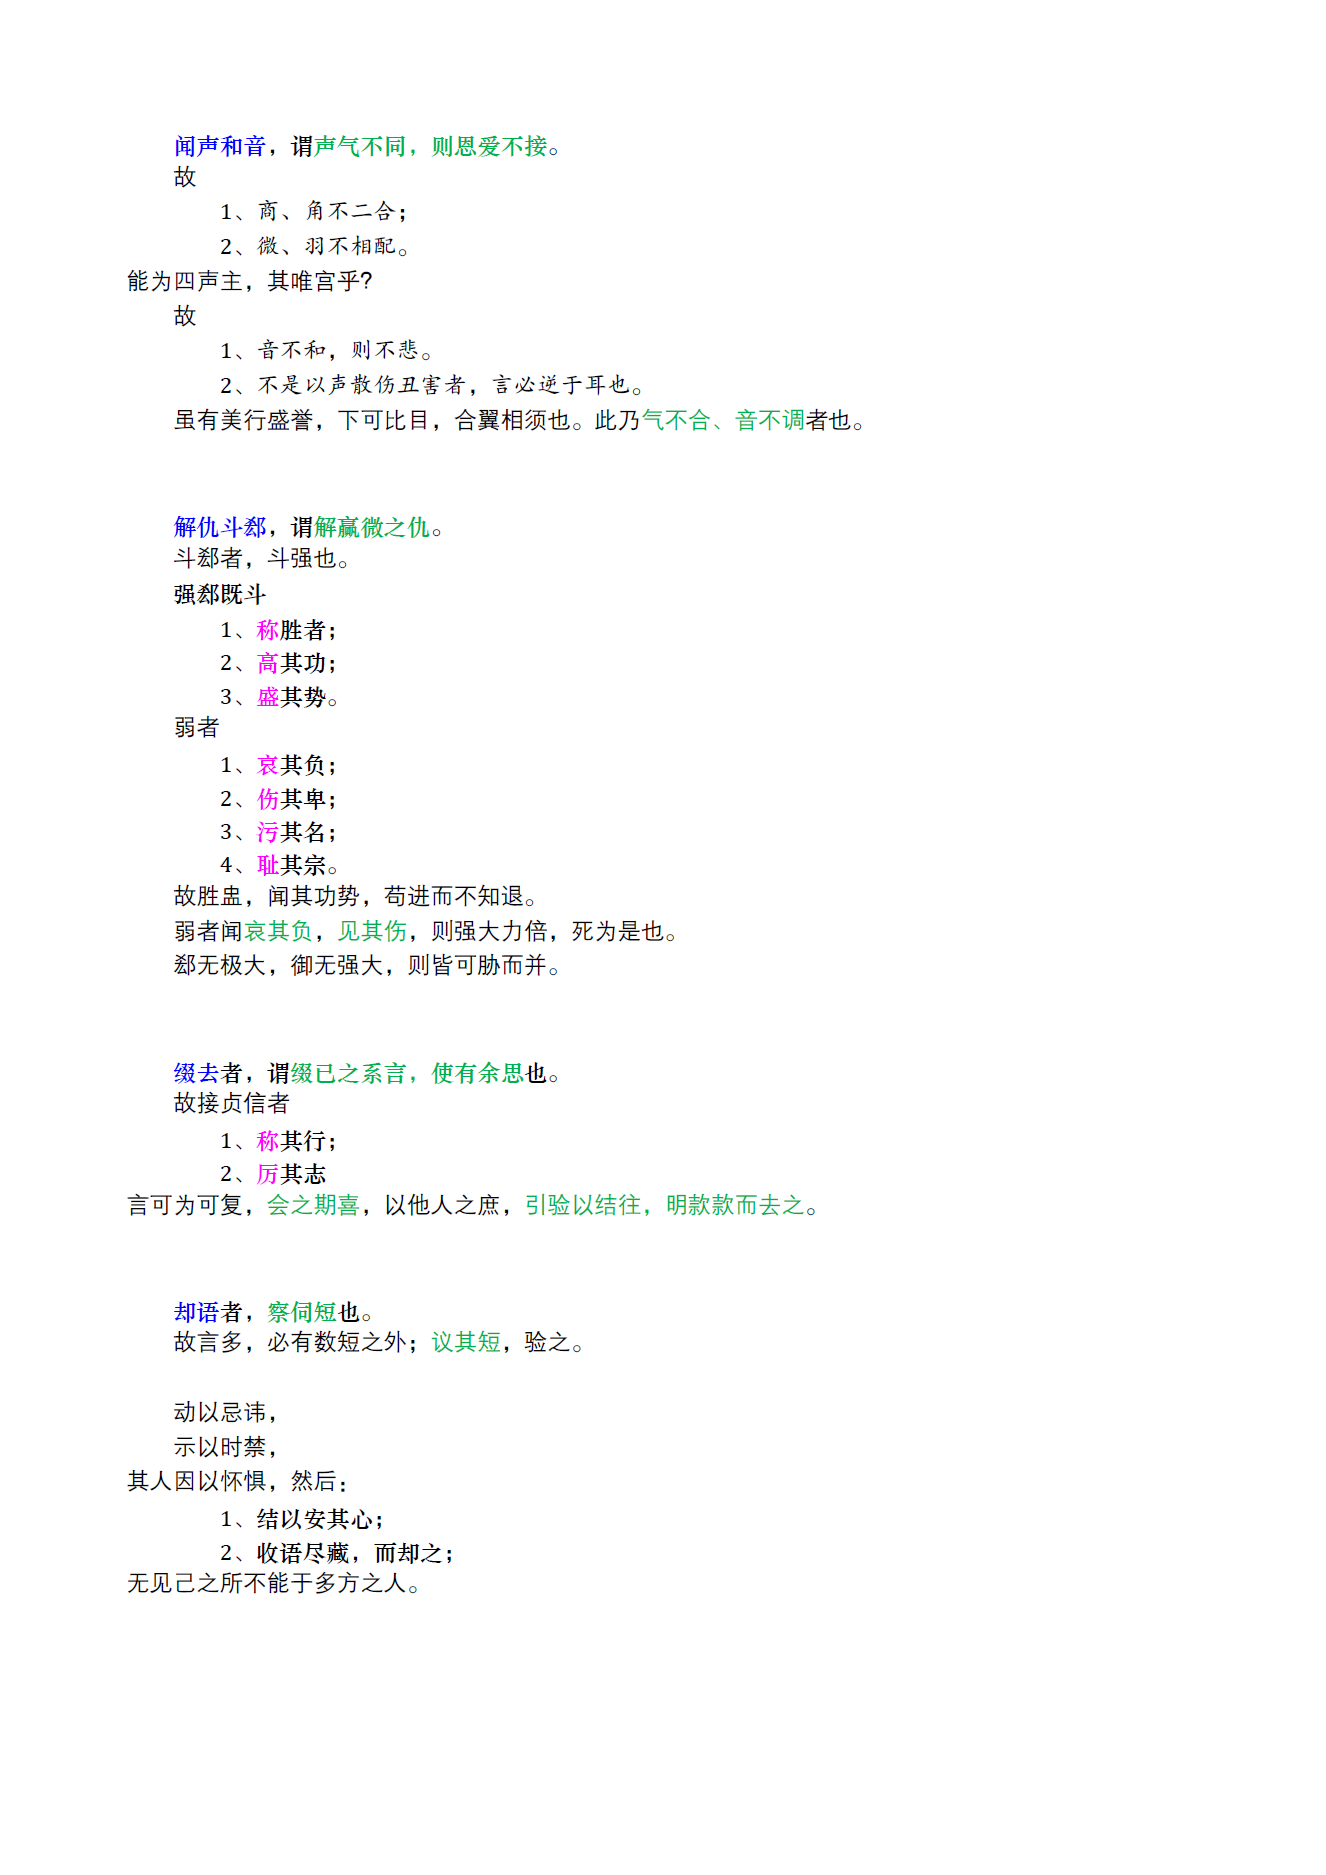 闻声和音，谓声气不同，则恩爱不接。
故
1、商、角不二合；
2、微、羽不相配。
能为四声主，其唯宫乎?
故
1、音不和，则不悲。
2、不是以声散伤丑害者，言必逆于耳也。
虽有美行盛誉，下可比目，合翼相须也。此乃气不合、音不调者也。
解仇斗郄，谓解赢微之仇。
斗郄者，斗强也。
强郄既斗
1、称胜者；
2、高其功；
3、盛其势。
弱者
1、哀其负；
2、伤其卑；
3、污其名；
4、耻其宗。
故胜盅，闻其功势，苟进而不知退。
弱者闻哀其负，见其伤，则强大力倍，死为是也。
郄无极大，御无强大，则皆可胁而并。
缀去者，谓缀已之系言，使有余思也。
故接贞信者
1、称其行；
2、厉其志
言可为可复，会之期喜，以他人之庶，引验以结往，明款款而去之。
却语者，察伺短也。
故言多，必有数短之外；议其短，验之。
动以忌讳，
示以时禁，
其人因以怀惧，然后：
1、结以安其心；
2、收语尽藏，而却之；
无见己之所不能于多方之人。